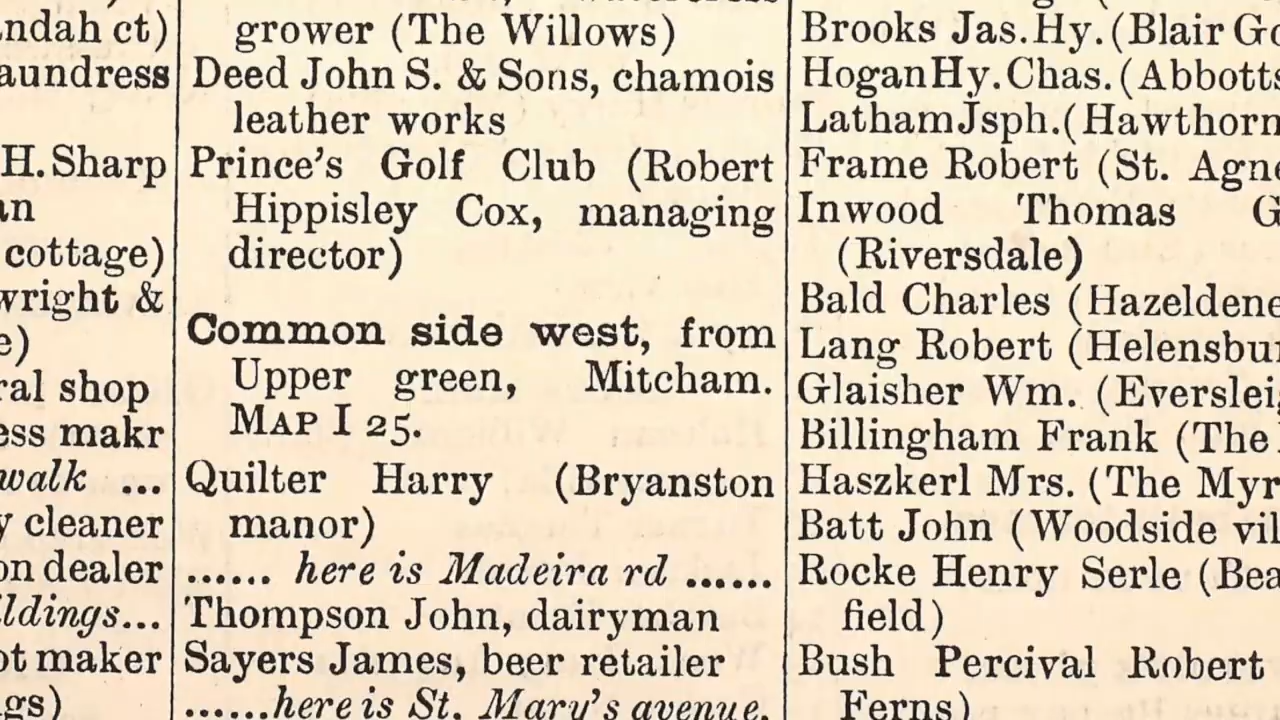 ndah ct)
aundress
H. Sharp
an
cottage)
wright &
e)
ral shop
ess makr
walk ...
y cleaner
on dealer
ldings...
ot maker
gs)
grower (The Willows)
Deed John S. & Sons, chamois
leather works
Prince's Golf Club (Robert
Hippisley Cox, managing
director)
Common side west, from
Upper green, Mitcham.
MAP I 25.
Quilter Harry (Bryanston
manor)
...... here is Madeira rd ......
Thompson John, dairyman
Sayers James, beer retailer
......here is St. Mary's avenue.
Brooks Jas. Hy. (Blair Go
Hogan Hy. Chas. (Abbotts
Latham Jsph. (Hawthorn
Frame Robert (St. Agne
Inwood Thomas G
(Riversdale)
Bald Charles (Hazeldene
Lang Robert (Helensbu
Glaisher Wm. (Everslei
Billingham Frank (The
Haszkerl Mrs. (The Myr
Batt John (Woodside vil
Rocke Henry Serle (Bea
field)
Bush Percival Robert
Ferns)